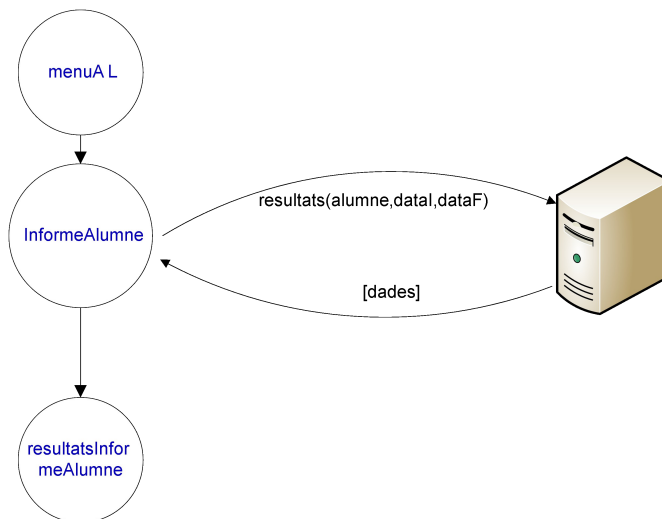 menuA L
InformeAlumne
resultats(alumne,dataI,dataF)
[dades]
resultatsInfor
meAlumne